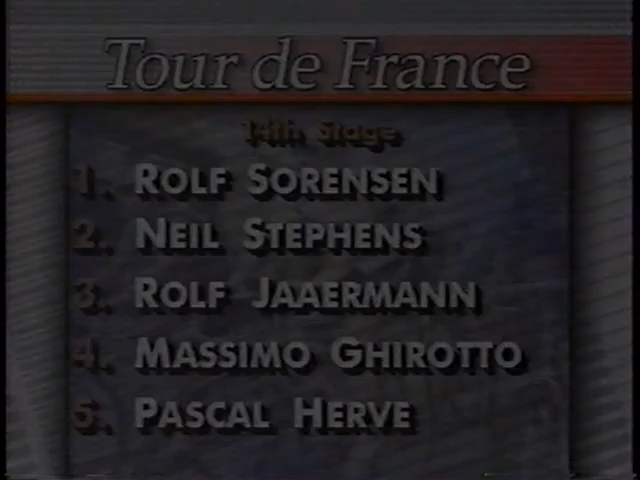 Tour de France
14th Stage
1. ROLF SORENSEN
2. NEIL STEPHENS
3. ROLF JAAERMANN
4. MASSIMO GHIROTTO
5. PASCAL HERVE